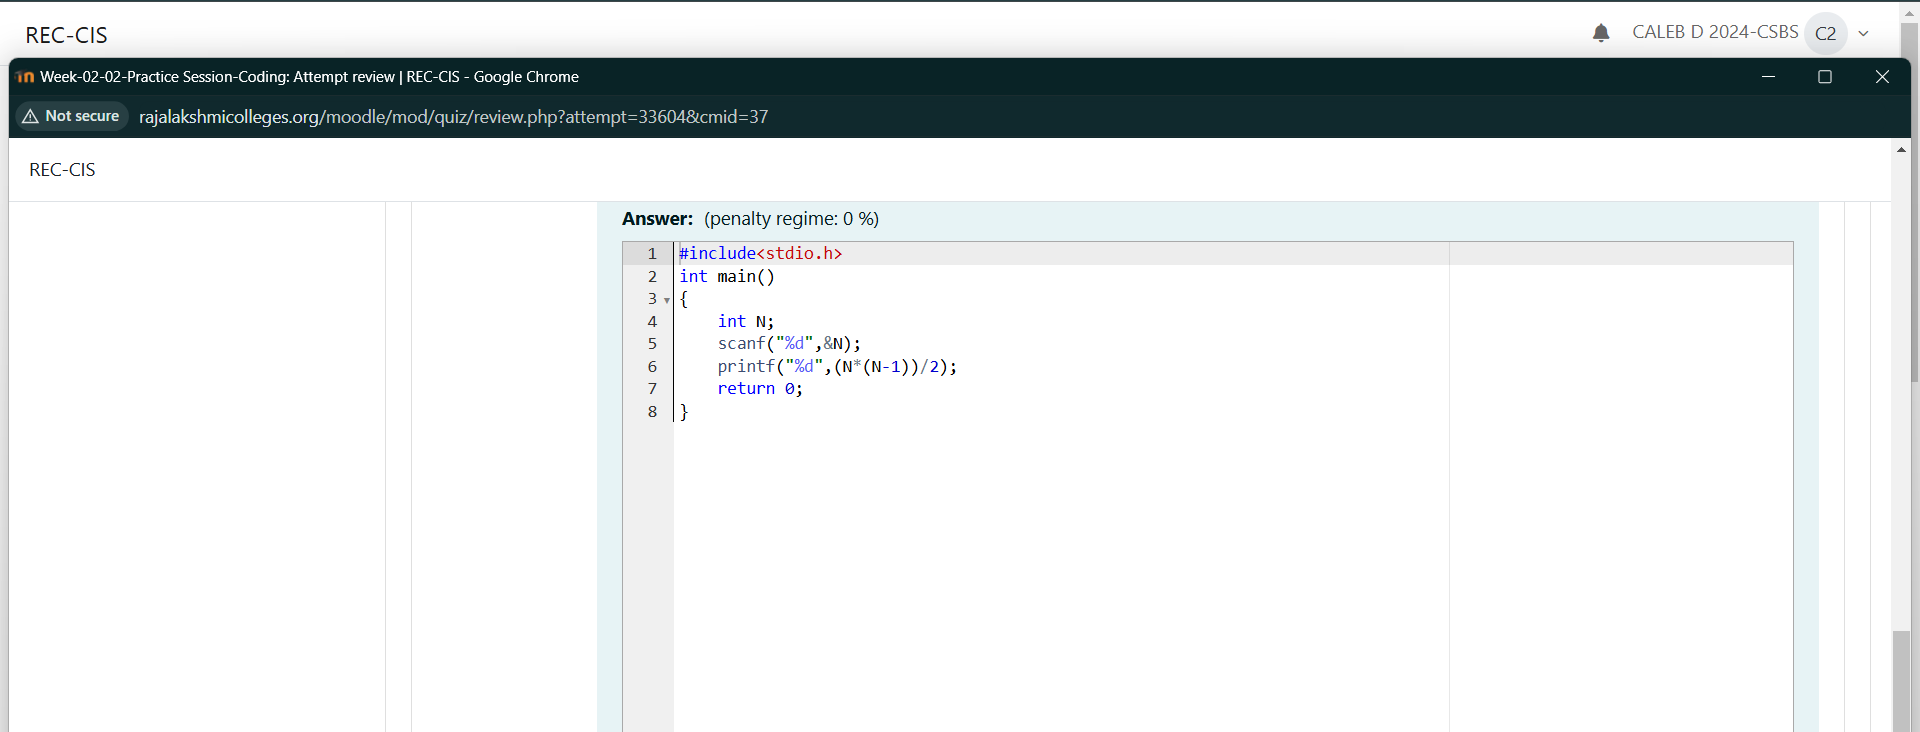 REC-CIS
CALEB D 2024-CSBS C2
Week-02-02-Practice Session-Coding: Attempt review | REC-CIS - Google Chrome
Not secure rajalakshmicolleges.org/moodle/mod/quiz/review.php?attempt=33604&cmid=37
REC-CIS
Answer: (penalty regime: 0 %)
1 #include<stdio.h>
2 int main()
3 {
4 int N;
5 scanf("%d",&N);
6 printf("%d",(N*(N-1))/2);
7 return 0;
8 }